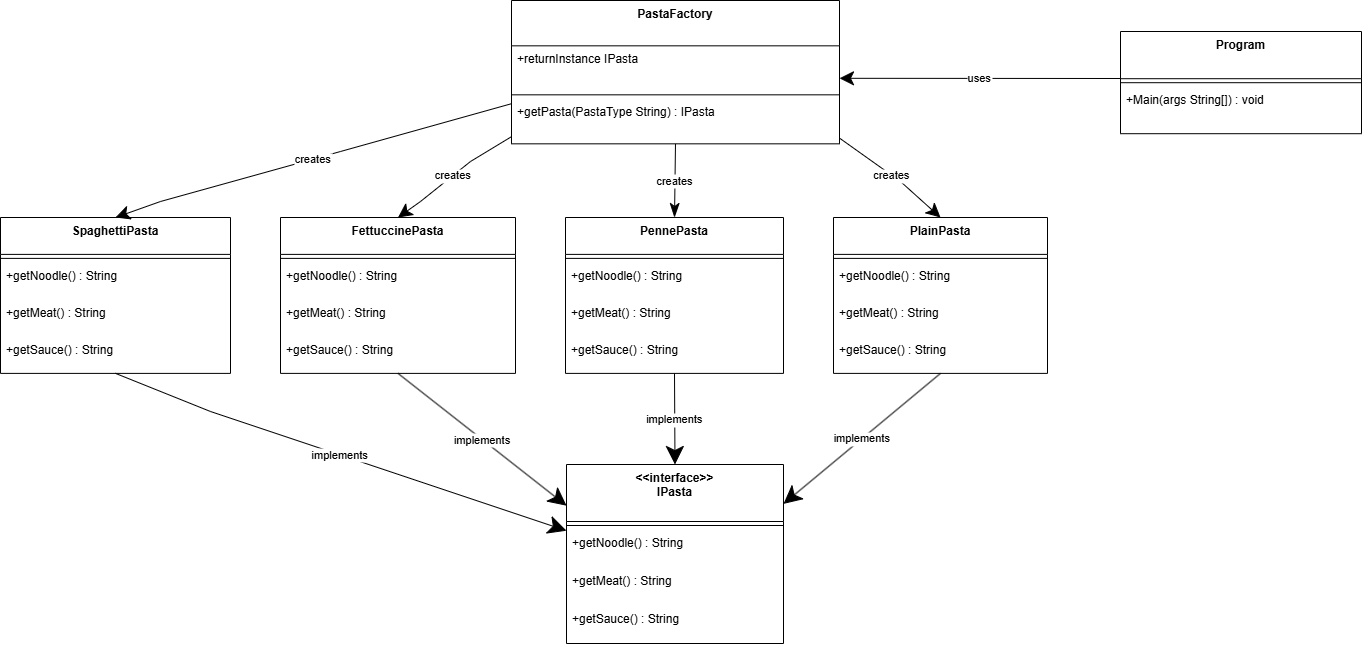 PastaFactory
+returnInstance IPasta
+getPasta(PastaType String) : IPasta
Program
+Main(args String[]) : void
uses
creates
creates
creates
creates
SpaghettiPasta
+getNoodle() : String
+getMeat() : String
+getSauce() : String
FettuccinePasta
+getNoodle() : String
+getMeat() : String
+getSauce() : String
PennePasta
+getNoodle() : String
+getMeat() : String
+getSauce() : String
PlainPasta
+getNoodle() : String
+getMeat() : String
+getSauce() : String
implements
implements
implements
implements
<<interface>>
IPasta
+getNoodle() : String
+getMeat() : String
+getSauce() : String